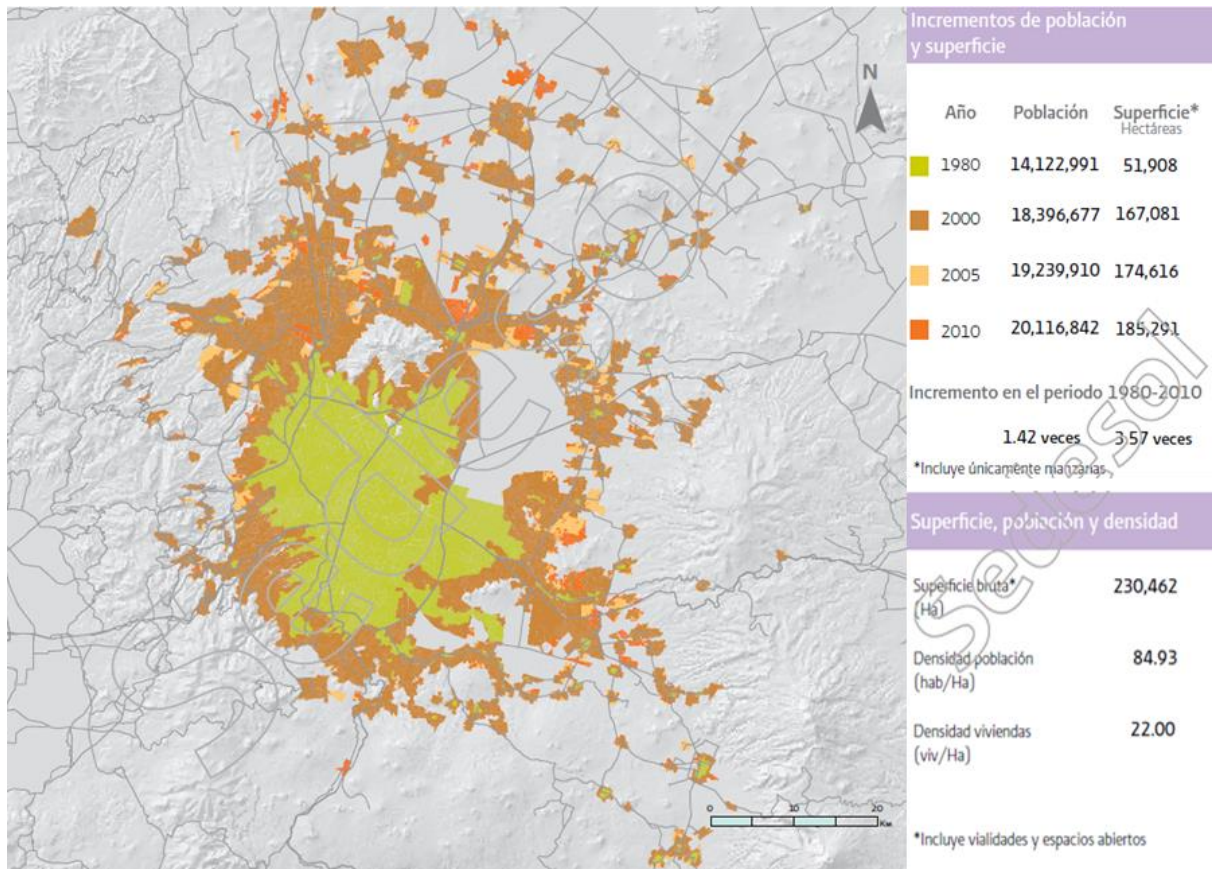 Incrementos de población
y superficie
N
Año Población Superficie*
Hectáreas
1980 14,122,991 51,908
2000 18,396,677 167,081
2005 19,239,910 174,616
2010 20,116,842 185,291
Incremento en el periodo 1980-2010
1.42 veces 3.57 veces
*Incluye únicamente manzanas
Superficie, población y densidad
Superficie bruta* 230,462
(Ha)
Densidad población 84.93
(hab/Ha)
Densidad viviendas 22.00
(viv/Ha)
0 10 20
Km
*Incluye vialidades y espacios abiertos
Sedesol